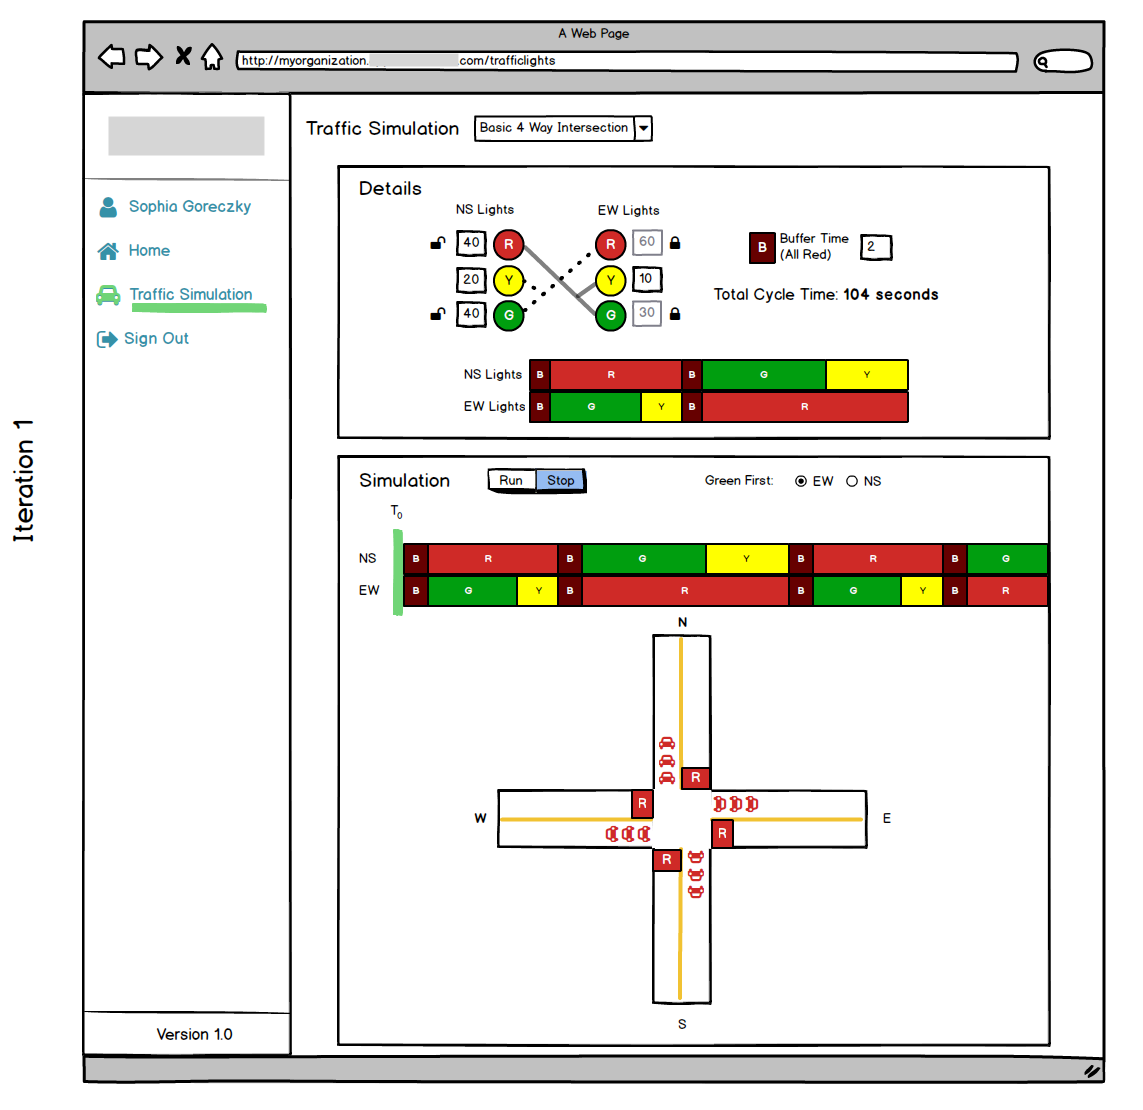 A Web Page
http://myorganization. com/trafficlights
Iteration 1
Sophia Goreczky
Home
Traffic Simulation
Sign Out
Version 1.0
Traffic Simulation Basic 4 Way Intersection
Details
NS Lights EW Lights
40 R R 60
20 Y Y 10
40 G G 30
B Buffer Time 2
(All Red)
Total Cycle Time: 104 seconds
NS Lights B R B G Y
EW Lights B G Y B R
Simulation Run Stop Green First: EW NS
T0
NS B R B G Y B R B G
EW B G Y B R B G Y B R
N
R
R
W E
R
R
S